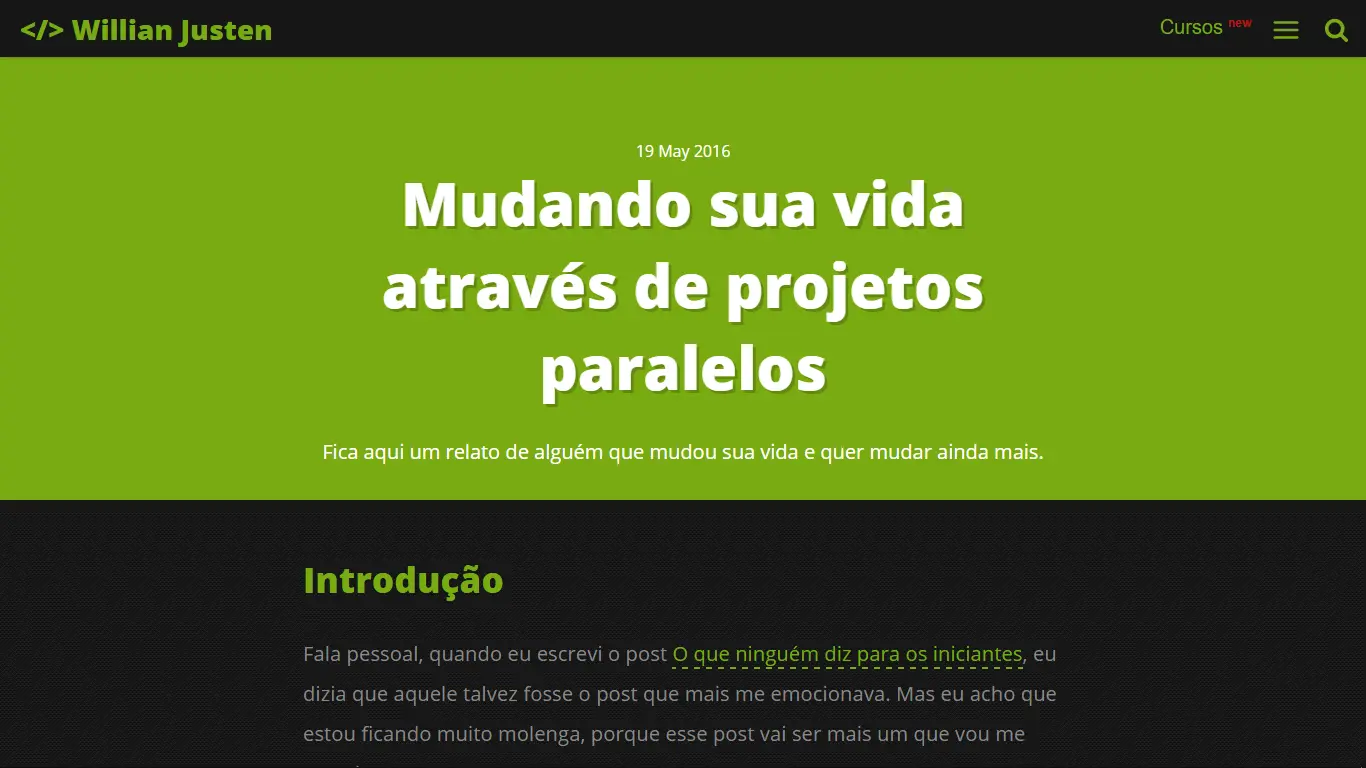 </> Willian Justen
Cursos new
19 May 2016
Mudando sua vida
através de projetos
paralelos
Fica aqui um relato de alguém que mudou sua vida e quer mudar ainda mais.
Introdução
Fala pessoal, quando eu escrevi o post O que ninguém diz para os iniciantes, eu
dizia que aquele talvez fosse o post que mais me emocionava. Mas eu acho que
estou ficando muito molenga, porque esse post vai ser mais um que vou me